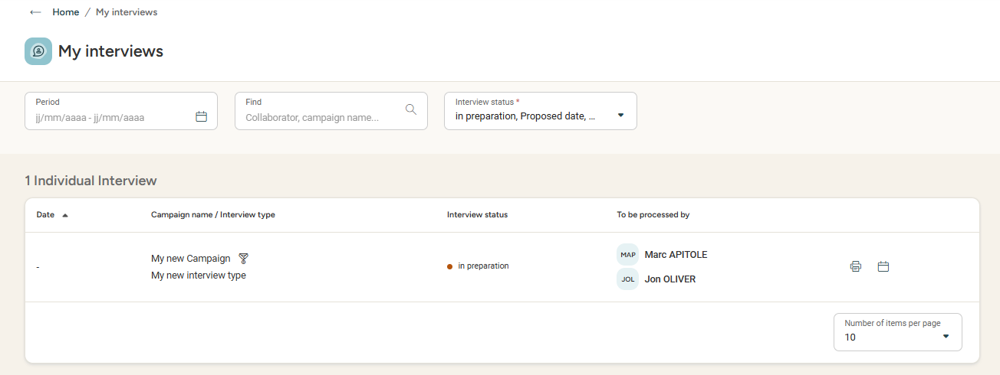 Home / My interviews
My interviews
Period
jj/mm/aaaa - jj/mm/aaaa
Find
Collaborator, campaign name...
Interview status *
in preparation, Proposed date, ...
1 Individual Interview
Date
Campaign name / Interview type
Interview status
To be processed by
-
My new Campaign
My new interview type
in preparation
MAP Marc APITOLE
JOL Jon OLIVER
Number of items per page
10